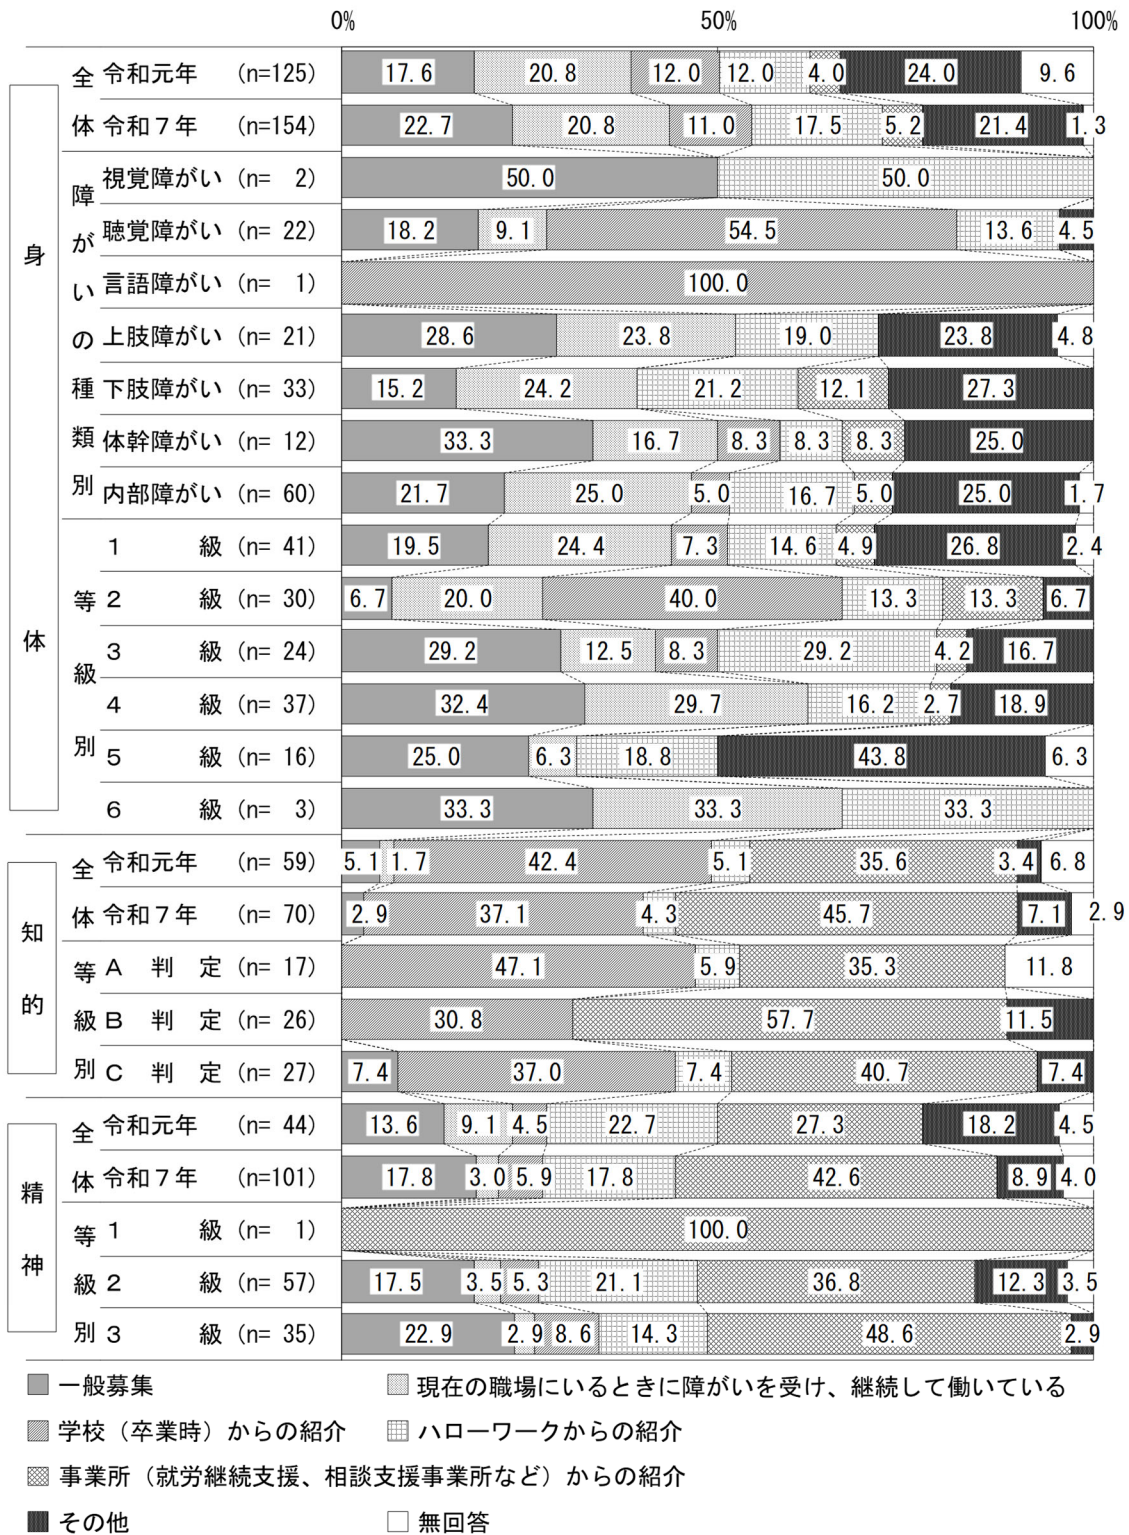 0% 50% 100%
身体
全体
令和元年 (n=125) 17.6 20.8 12.0 12.0 4.0 24.0 9.6
令和7年 (n=154) 22.7 20.8 11.0 17.5 5.2 21.4 1.3
障がいの種類別
視覚障がい (n= 2) 50.0 50.0
聴覚障がい (n= 22) 18.2 9.1 54.5 13.6 4.5
言語障がい (n= 1) 100.0
上肢障がい (n= 21) 28.6 23.8 19.0 23.8 4.8
下肢障がい (n= 33) 15.2 24.2 21.2 12.1 27.3
体幹障がい (n= 12) 33.3 16.7 8.3 8.3 8.3 25.0
内部障がい (n= 60) 21.7 25.0 5.0 16.7 5.0 25.0 1.7
等級別
1 級 (n= 41) 19.5 24.4 7.3 14.6 4.9 26.8 2.4
2 級 (n= 30) 6.7 20.0 40.0 13.3 13.3 6.7
3 級 (n= 24) 29.2 12.5 8.3 29.2 4.2 16.7
4 級 (n= 37) 32.4 29.7 16.2 2.7 18.9
5 級 (n= 16) 25.0 6.3 18.8 43.8 6.3
6 級 (n= 3) 33.3 33.3 33.3
知的
全体
令和元年 (n= 59) 5.1 1.7 42.4 5.1 35.6 3.4 6.8
令和7年 (n= 70) 2.9 37.1 4.3 45.7 7.1 2.9
等級別
A 判 定 (n= 17) 47.1 5.9 35.3 11.8
B 判 定 (n= 26) 30.8 57.7 11.5
C 判 定 (n= 27) 7.4 37.0 7.4 40.7 7.4
精神
全体
令和元年 (n= 44) 13.6 9.1 4.5 22.7 27.3 18.2 4.5
令和7年 (n=101) 17.8 3.0 5.9 17.8 42.6 8.9 4.0
等級別
1 級 (n= 1) 100.0
2 級 (n= 57) 17.5 3.5 5.3 21.1 36.8 12.3 3.5
3 級 (n= 35) 22.9 2.9 8.6 14.3 48.6 2.9
一般募集 現在の職場にいるときに障がいを受け、継続して働いている
学校（卒業時）からの紹介 ハローワークからの紹介
事業所（就労継続支援、相談支援事業所など）からの紹介
その他 無回答